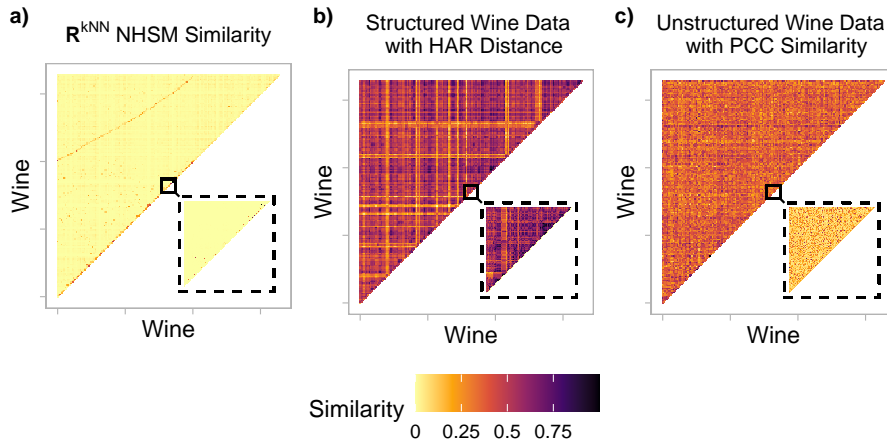 a)
R^kNN NHSM Similarity
Wine
Wine
b)
Structured Wine Data
with HAR Distance
Wine
Wine
c)
Unstructured Wine Data
with PCC Similarity
Wine
Wine
Similarity
0 0.25 0.5 0.75